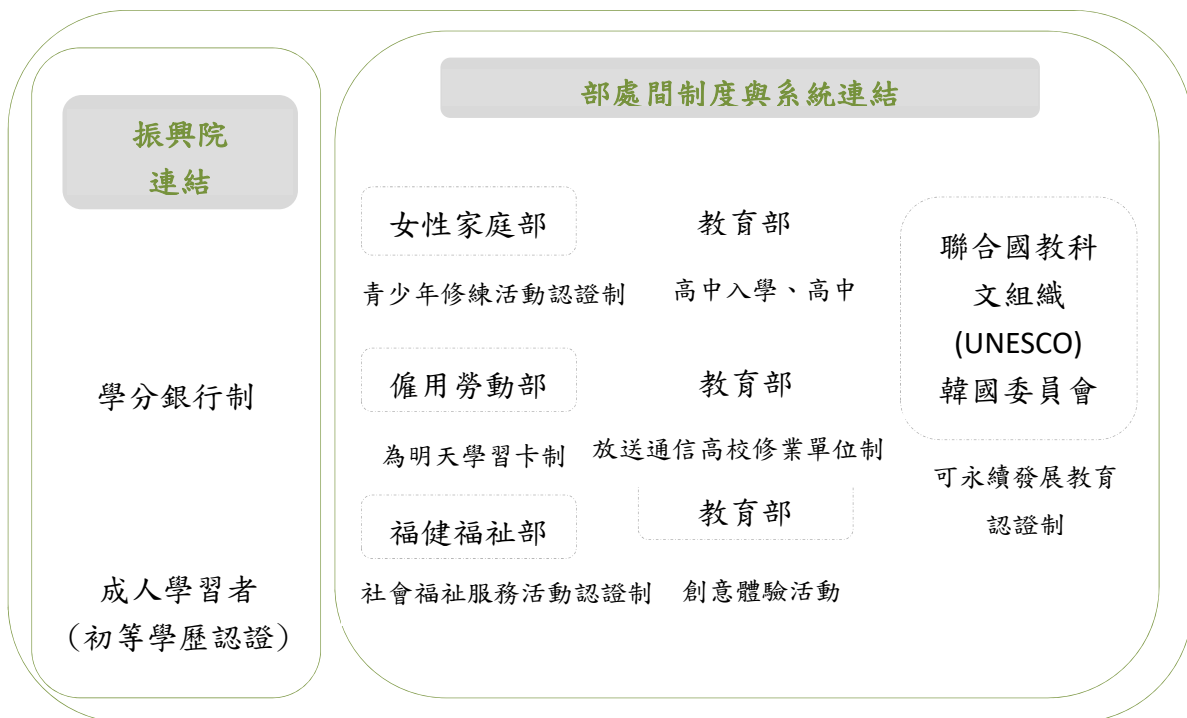 振興院
連結
學分銀行制
成人學習者
（初等學歷認證）
部處間制度與系統連結
女性家庭部
青少年修練活動認證制
教育部
高中入學、高中
僱用勞動部
為明天學習卡制
教育部
放送通信高校修業單位制
福健福祉部
社會福祉服務活動認證制
教育部
創意體驗活動
聯合國教科
文組織
(UNESCO)
韓國委員會
可永續發展教育
認證制